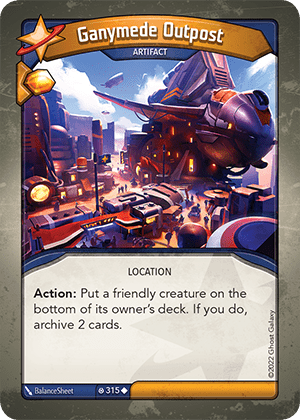 Ganymede Outpost
ARTIFACT
LOCATION
Action: Put a friendly creature on the
bottom of its owner's deck. If you do,
archive 2 cards.
©2022 Ghost Galaxy
BalanceSheet
315